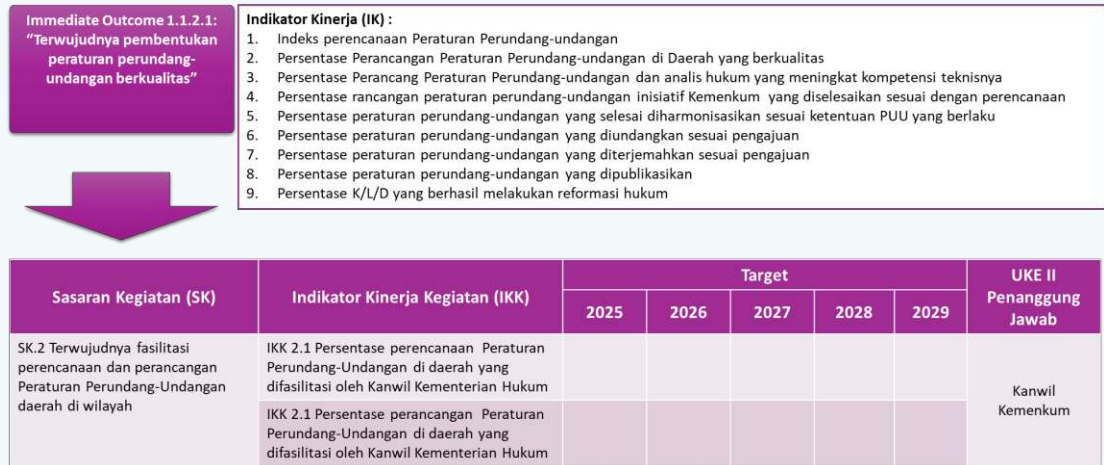 Immediate Outcome 1.1.2.1:
“Terwujudnya pembentukan
peraturan perundang-
undangan berkualitas”
Indikator Kinerja (IK) :
1. Indeks perencanaan Peraturan Perundang-undangan
2. Persentase Perancangan Peraturan Perundang-undangan di Daerah yang berkualitas
3. Persentase Perancang Peraturan Perundang-undangan dan analis hukum yang meningkat kompetensi teknisnya
4. Persentase rancangan peraturan perundang-undangan inisiatif Kemenkum yang diselesaikan sesuai dengan perencanaan
5. Persentase peraturan perundang-undangan yang selesai diharmonisasikan sesuai ketentuan PUU yang berlaku
6. Persentase peraturan perundang-undangan yang diundangkan sesuai pengajuan
7. Persentase peraturan perundang-undangan yang diterjemahkan sesuai pengajuan
8. Persentase peraturan perundang-undangan yang dipublikasikan
9. Persentase K/L/D yang berhasil melakukan reformasi hukum
Sasaran Kegiatan (SK)
Indikator Kinerja Kegiatan (IKK)
Target
2025 2026 2027 2028 2029
UKE II
Penanggung
Jawab
SK.2 Terwujudnya fasilitasi
perencanaan dan perancangan
Peraturan Perundang-Undangan
daerah di wilayah
IKK 2.1 Persentase perencanaan Peraturan
Perundang-Undangan di daerah yang
difasilitasi oleh Kanwil Kementerian Hukum
IKK 2.1 Persentase perancangan Peraturan
Perundang-Undangan di daerah yang
difasilitasi oleh Kanwil Kementerian Hukum
Kanwil
Kemenkum